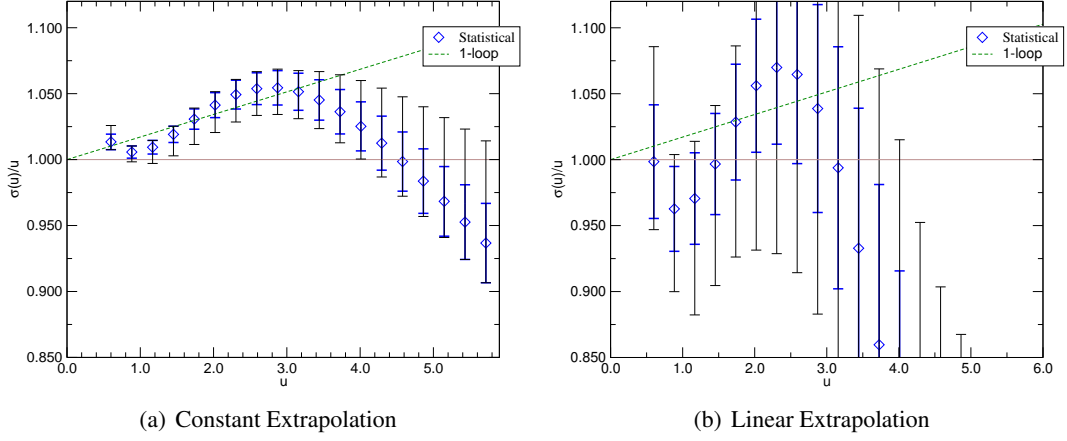 1.100
1.050
1.000
0.950
0.900
0.850
σ(u)/u
0.0 1.0 2.0 3.0 4.0 5.0
u
Statistical
1-loop
(a) Constant Extrapolation
1.100
1.050
1.000
0.950
0.900
0.850
σ(u)/u
0.0 1.0 2.0 3.0 4.0 5.0 6.0
u
Statistical
1-loop
(b) Linear Extrapolation